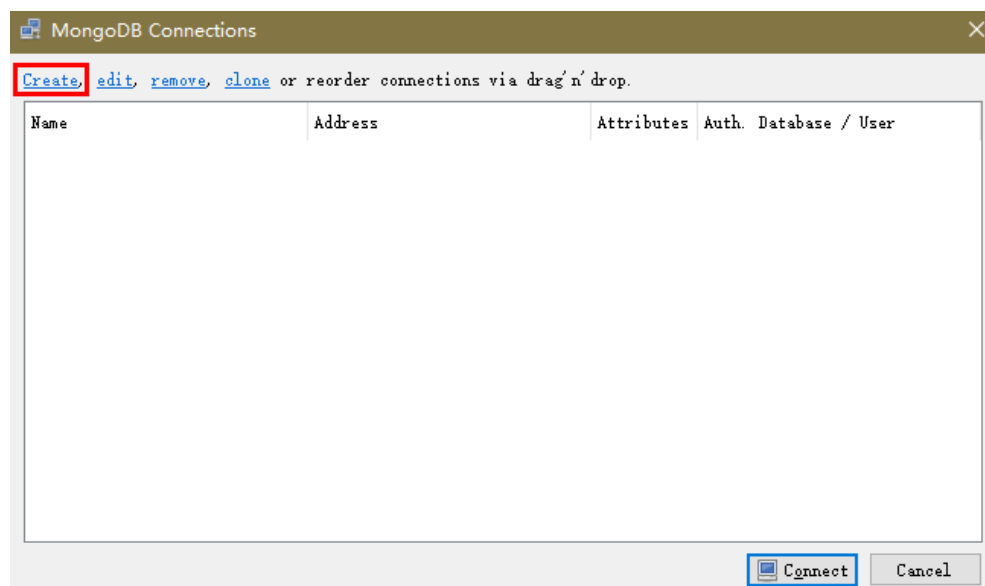 MongoDB Connections
Create, edit, remove, clone or reorder connections via drag'n'drop.
Name Address Attributes Auth. Database / User
Connect Cancel